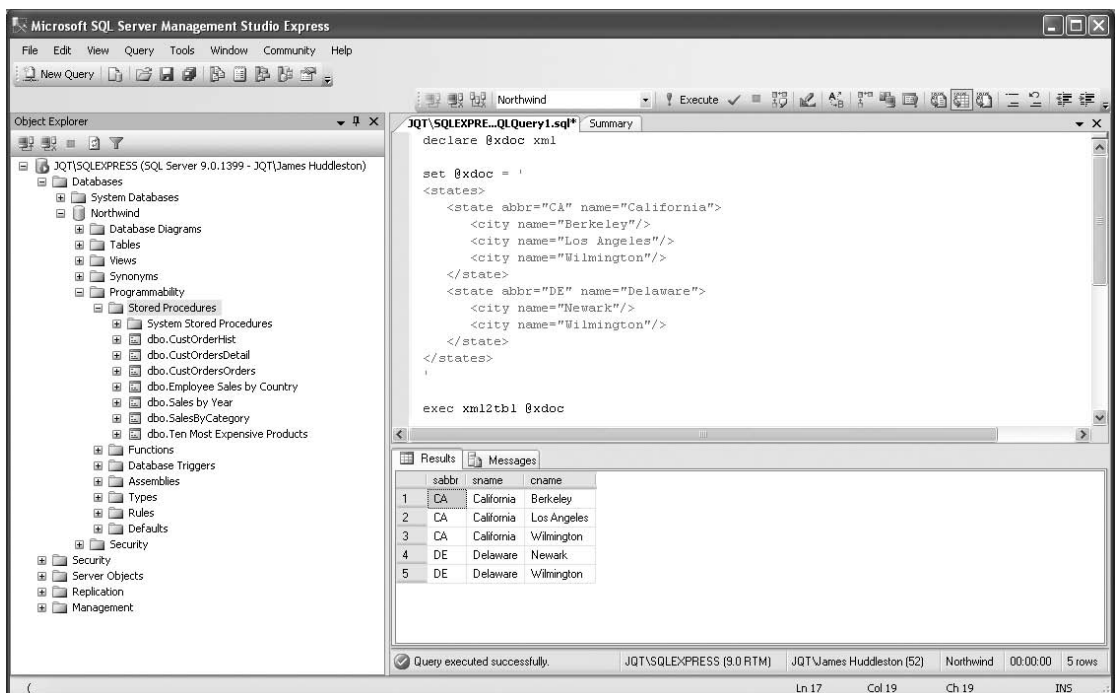 Microsoft SQL Server Management Studio Express
File Edit View Query Tools Window Community Help
New Query
Northwind Execute
Object Explorer
JQT\SQLEXPRESS (SQL Server 9.0.1399 - JQT\James Huddleston)
Databases
System Databases
Northwind
Database Diagrams
Tables
Views
Synonyms
Programmability
Stored Procedures
System Stored Procedures
dbo.CustOrderHist
dbo.CustOrdersDetail
dbo.CustOrdersOrders
dbo.Employee Sales by Country
dbo.Sales by Year
dbo.SalesByCategory
dbo.Ten Most Expensive Products
Functions
Database Triggers
Assemblies
Types
Rules
Defaults
Security
Security
Server Objects
Replication
Management
JQT\SQLEXPRE...QLQuery1.sql* Summary
declare @xdoc xml
set @xdoc = '
<states>
<state abbr="CA" name="California">
<city name="Berkeley"/>
<city name="Los Angeles"/>
<city name="Wilmington"/>
</state>
<state abbr="DE" name="Delaware">
<city name="Newark"/>
<city name="Wilmington"/>
</state>
</states>
'
exec xml2tbl @xdoc
Results Messages
sabbr sname cname
1 CA California Berkeley
2 CA California Los Angeles
3 CA California Wilmington
4 DE Delaware Newark
5 DE Delaware Wilmington
Query executed successfully. JQT\SQLEXPRESS (9.0 RTM) JQT\James Huddleston (52) Northwind 00:00:00 5 rows
( Ln 17 Col 19 Ch 19 INS